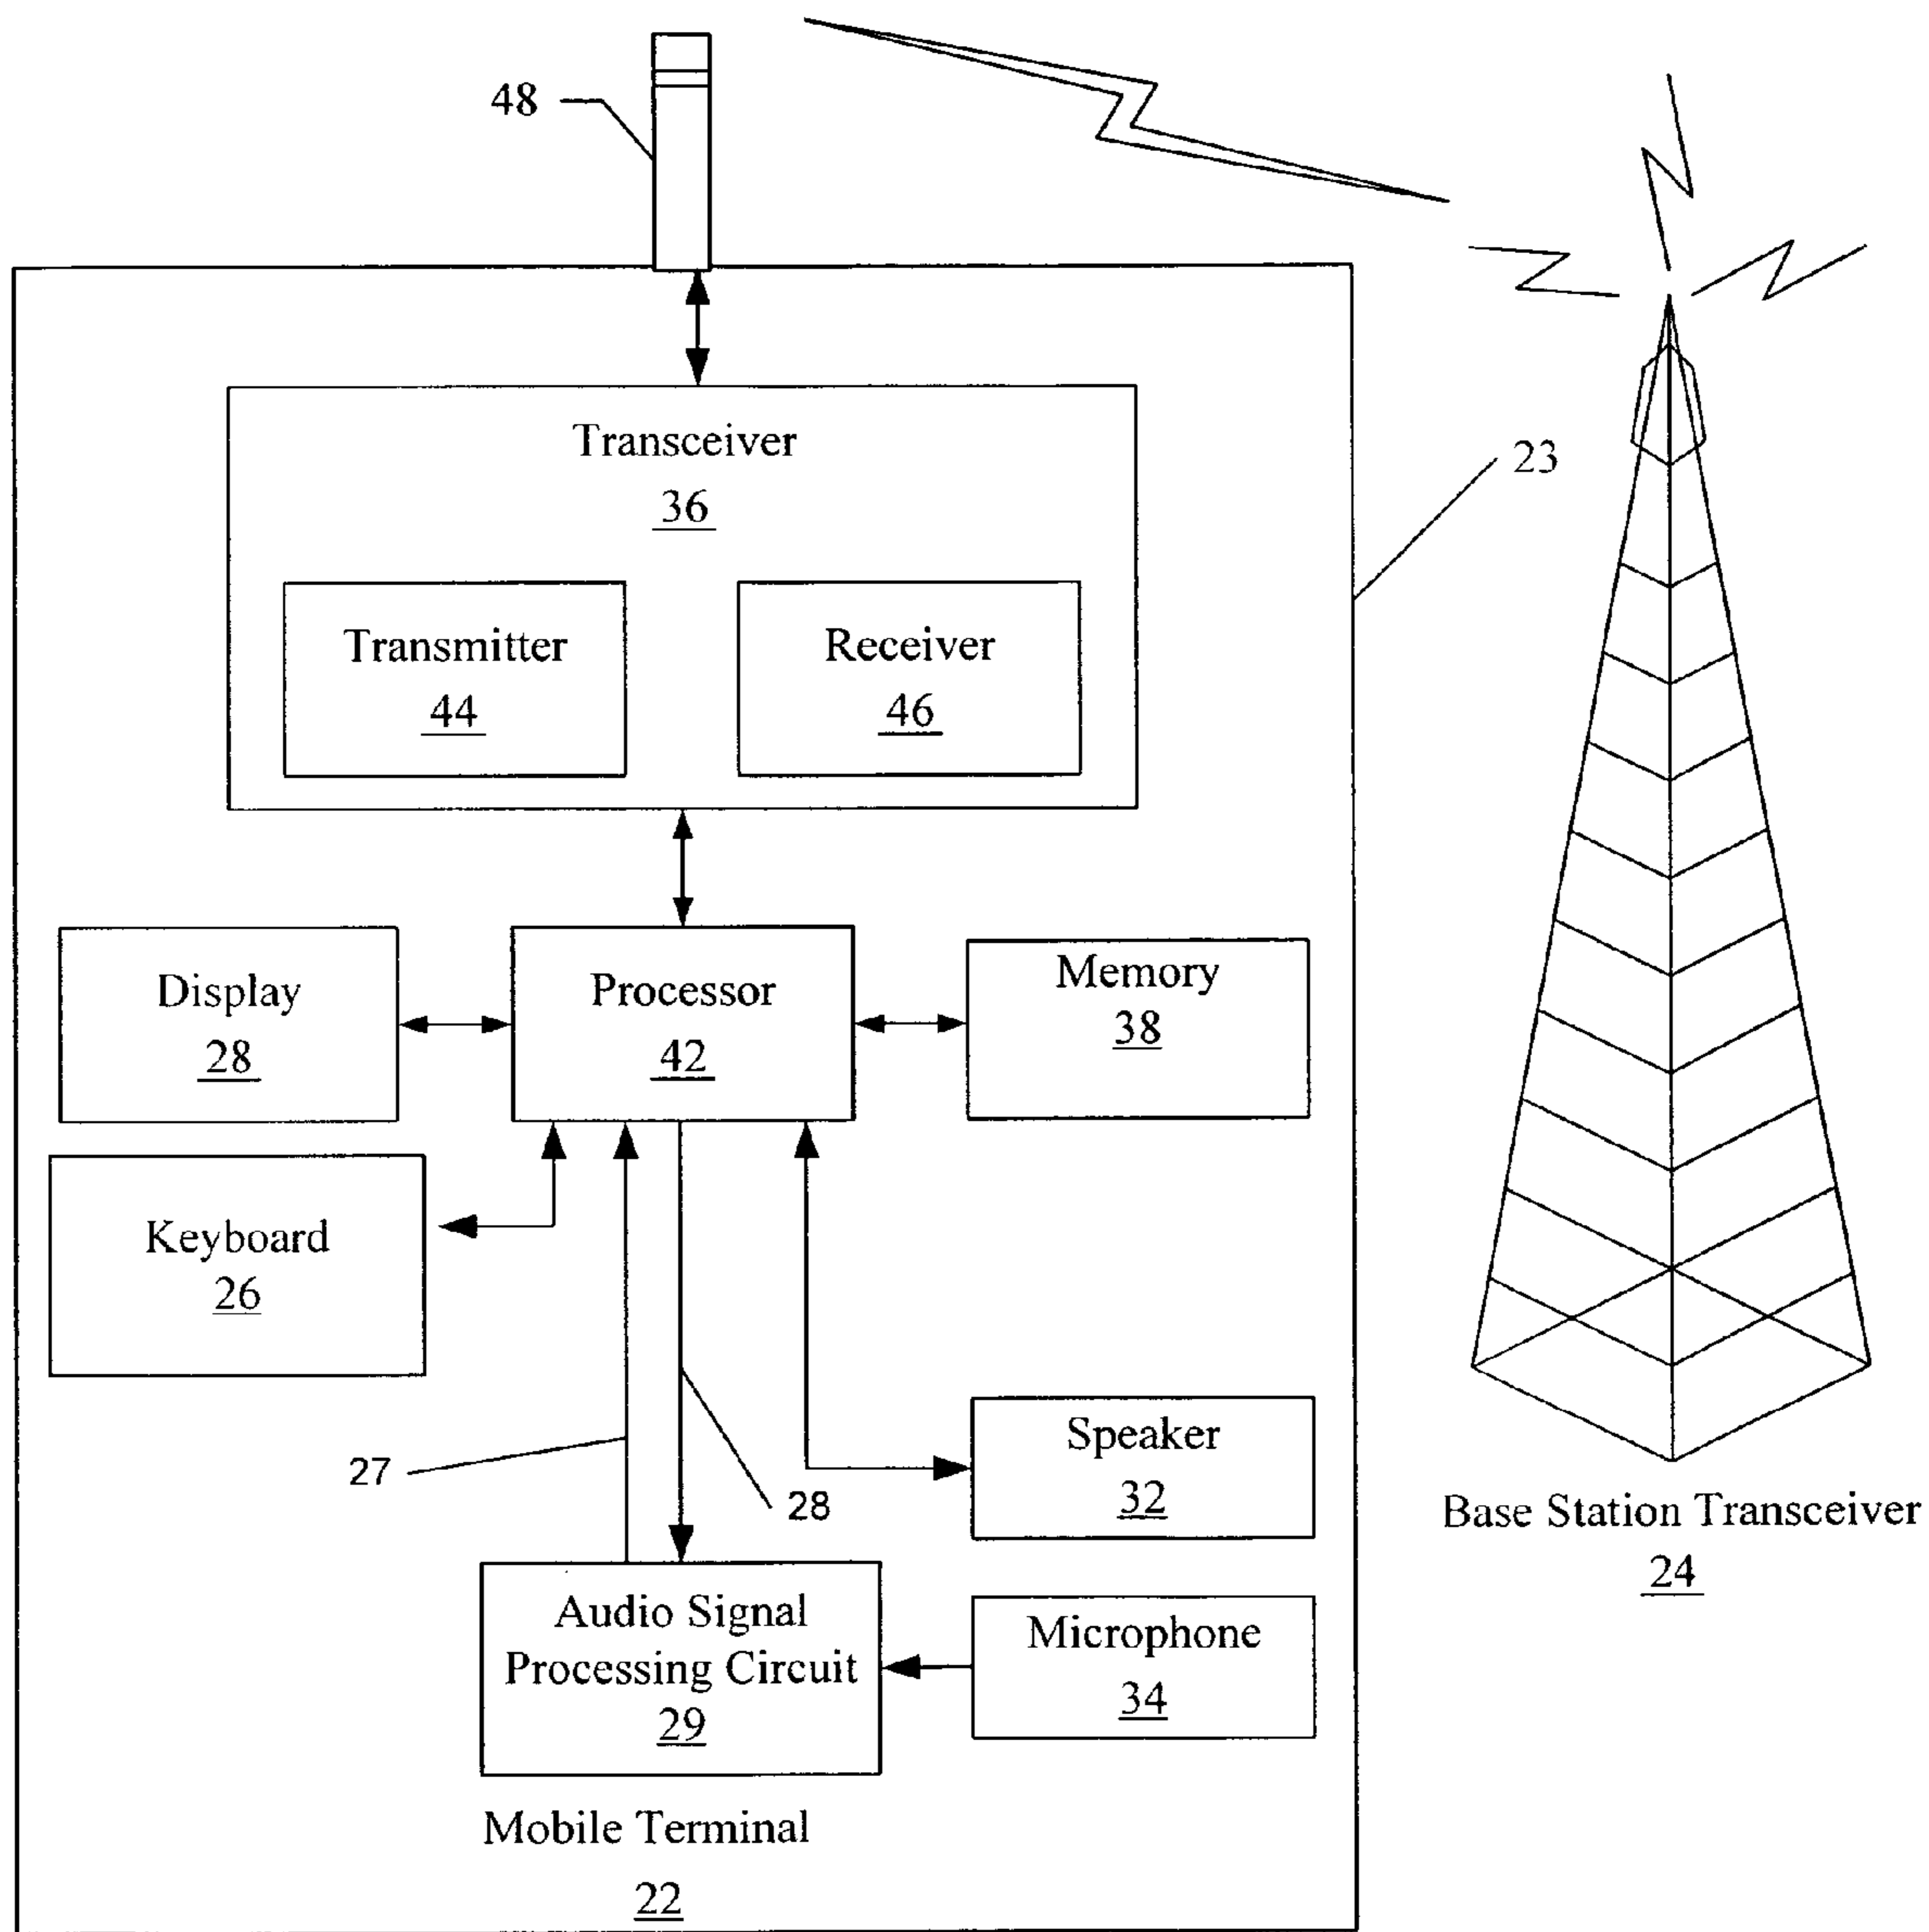 48
Transceiver
36
23
Transmitter
44
Receiver
46
Display
28
Processor
42
Memory
38
Keyboard
26
27
28
Speaker
32
Base Station Transceiver
24
Audio Signal
Processing Circuit
29
Microphone
34
Mobile Terminal
22